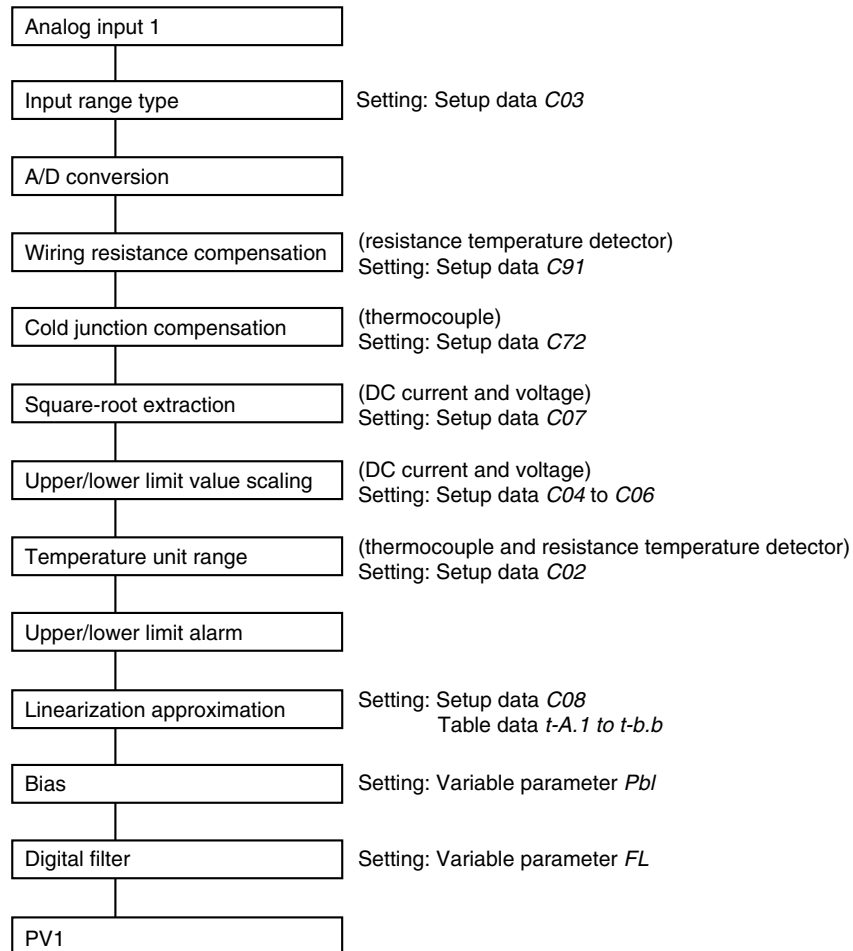 Analog input 1
Input range type
Setting: Setup data C03
A/D conversion
Wiring resistance compensation
(resistance temperature detector)
Setting: Setup data C91
Cold junction compensation
(thermocouple)
Setting: Setup data C72
Square-root extraction
(DC current and voltage)
Setting: Setup data C07
Upper/lower limit value scaling
(DC current and voltage)
Setting: Setup data C04 to C06
Temperature unit range
(thermocouple and resistance temperature detector)
Setting: Setup data C02
Upper/lower limit alarm
Linearization approximation
Setting: Setup data C08
Table data t-A.1 to t-b.b
Bias
Setting: Variable parameter PbI
Digital filter
Setting: Variable parameter FL
PV1